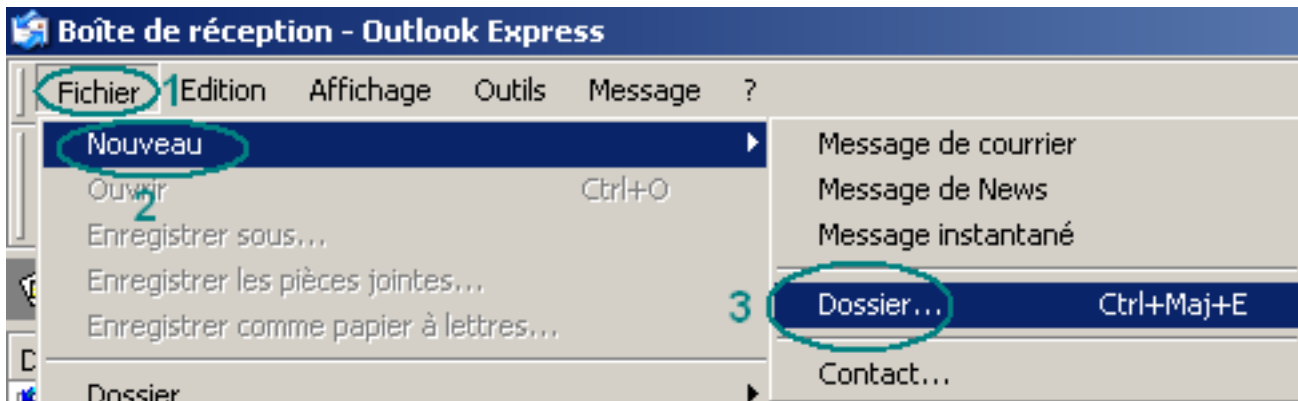 Boîte de réception - Outlook Express
Fichier 1 Edition Affichage Outils Message ?
Nouveau
2
Ouvrir Ctrl+O
Enregistrer sous...
Enregistrer les pièces jointes...
Enregistrer comme papier à lettres...
Dossier
Message de courrier
Message de News
Message instantané
3 Dossier... Ctrl+Maj+E
Contact...
D